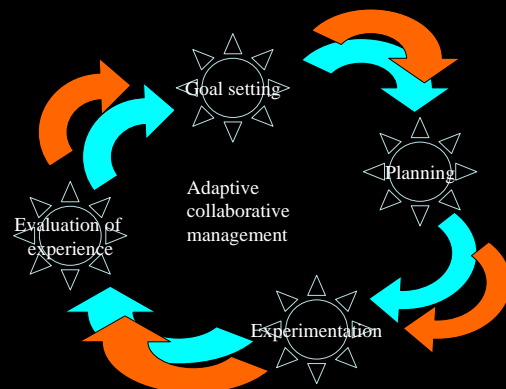 Goal setting
Planning
Adaptive
collaborative
management
Evaluation of
experience
Experimentation